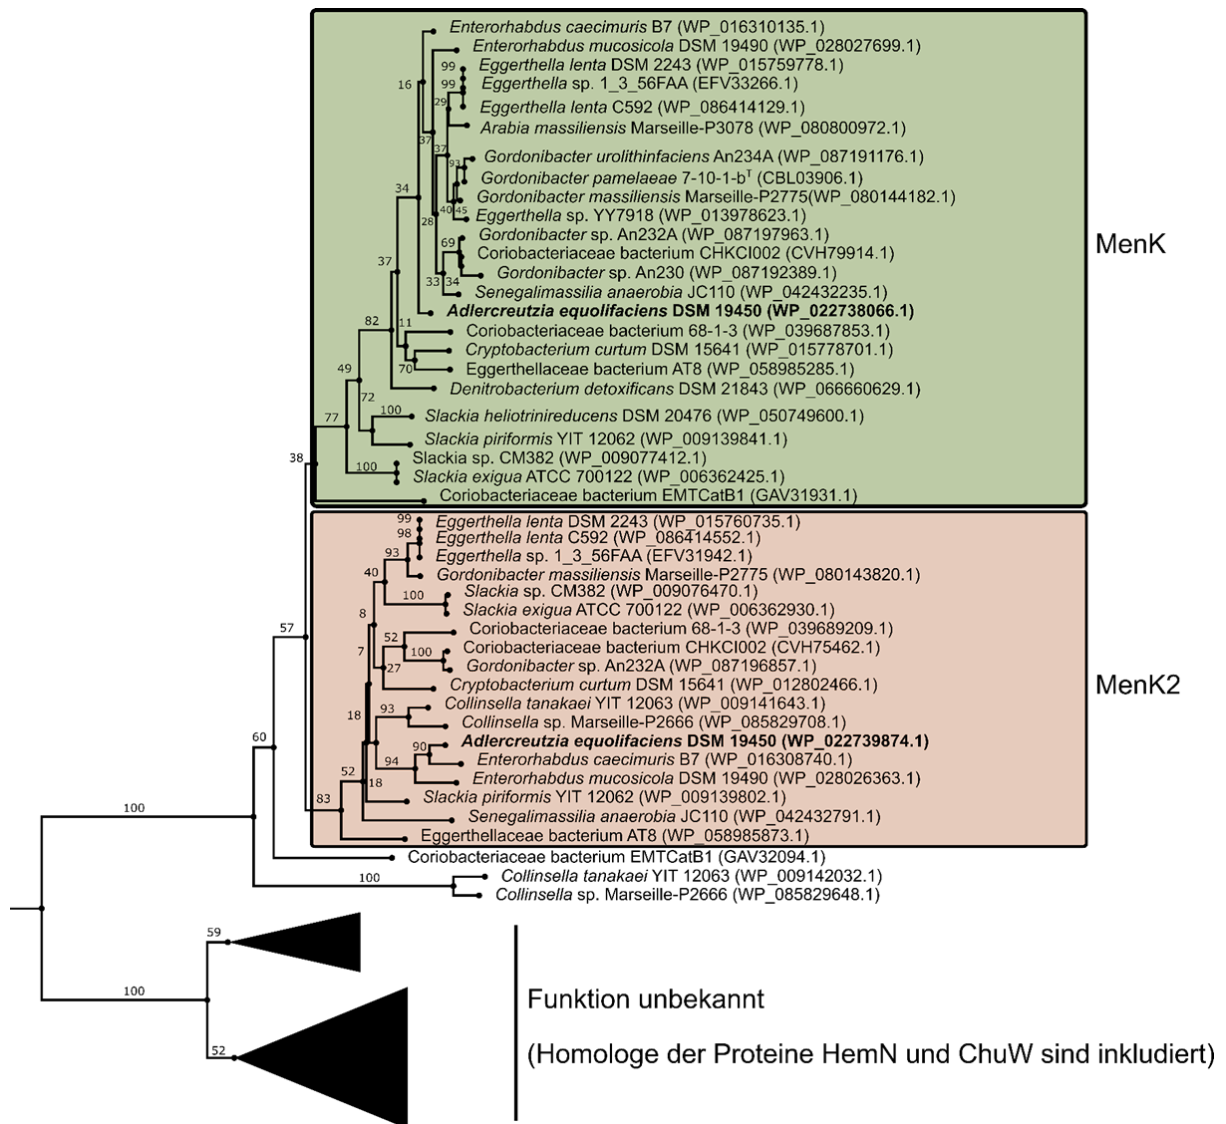 Enterorhabdus caecimuris B7 (WP_016310135.1)
Enterorhabdus mucosicola DSM 19490 (WP_028027699.1)
99 Eggerthella lenta DSM 2243 (WP_015759778.1)
16 99 Eggerthella sp. 1_3_56FAA (EFV33266.1)
29 Eggerthella lenta C592 (WP_086414129.1)
Arabia massiliensis Marseille-P3078 (WP_080800972.1)
37 37
93 Gordonibacter urolithinfaciens An234A (WP_087191176.1)
Gordonibacter pamelaeae 7-10-1-bᵀ (CBL03906.1)
34 Gordonibacter massiliensis Marseille-P2775(WP_080144182.1)
28 40 45 Eggerthella sp. YY7918 (WP_013978623.1)
69 Gordonibacter sp. An232A (WP_087197963.1)
MenK
Coriobacteriaceae bacterium CHKCI002 (CVH79914.1)
37 33 34 Gordonibacter sp. An230 (WP_087192389.1)
Senegalimassilia anaerobia JC110 (WP_042432235.1)
Adlercreutzia equolifaciens DSM 19450 (WP_022738066.1)
82 11 Coriobacteriaceae bacterium 68-1-3 (WP_039687853.1)
Cryptobacterium curtum DSM 15641 (WP_015778701.1)
49 70 Eggerthellaceae bacterium AT8 (WP_058985285.1)
Denitrobacterium detoxificans DSM 21843 (WP_066660629.1)
72
77 100 Slackia heliotrinireducens DSM 20476 (WP_050749600.1)
Slackia piriformis YIT 12062 (WP_009139841.1)
38 Slackia sp. CM382 (WP_009077412.1)
100 Slackia exigua ATCC 700122 (WP_006362425.1)
Coriobacteriaceae bacterium EMTCatB1 (GAV31931.1)
99 Eggerthella lenta DSM 2243 (WP_015760735.1)
98 Eggerthella lenta C592 (WP_086414552.1)
93 Eggerthella sp. 1_3_56FAA (EFV31942.1)
40 Gordonibacter massiliensis Marseille-P2775 (WP_080143820.1)
100 Slackia sp. CM382 (WP_009076470.1)
Slackia exigua ATCC 700122 (WP_006362930.1)
8
57 52 Coriobacteriaceae bacterium 68-1-3 (WP_039689209.1)
7 100 Coriobacteriaceae bacterium CHKCI002 (CVH75462.1)
27 Gordonibacter sp. An232A (WP_087196857.1)
Cryptobacterium curtum DSM 15641 (WP_012802466.1)
MenK2
18 93 Collinsella tanakaei YIT 12063 (WP_009141643.1)
Collinsella sp. Marseille-P2666 (WP_085829708.1)
60 90 Adlercreutzia equolifaciens DSM 19450 (WP_022739874.1)
94 Enterorhabdus caecimuris B7 (WP_016308740.1)
52 18 Enterorhabdus mucosicola DSM 19490 (WP_028026363.1)
83 Slackia piriformis YIT 12062 (WP_009139802.1)
100 Senegalimassilia anaerobia JC110 (WP_042432791.1)
Eggerthellaceae bacterium AT8 (WP_058985873.1)
Coriobacteriaceae bacterium EMTCatB1 (GAV32094.1)
100 Collinsella tanakaei YIT 12063 (WP_009142032.1)
Collinsella sp. Marseille-P2666 (WP_085829648.1)
59
100
Funktion unbekannt
52 (Homologe der Proteine HemN und ChuW sind inkludiert)